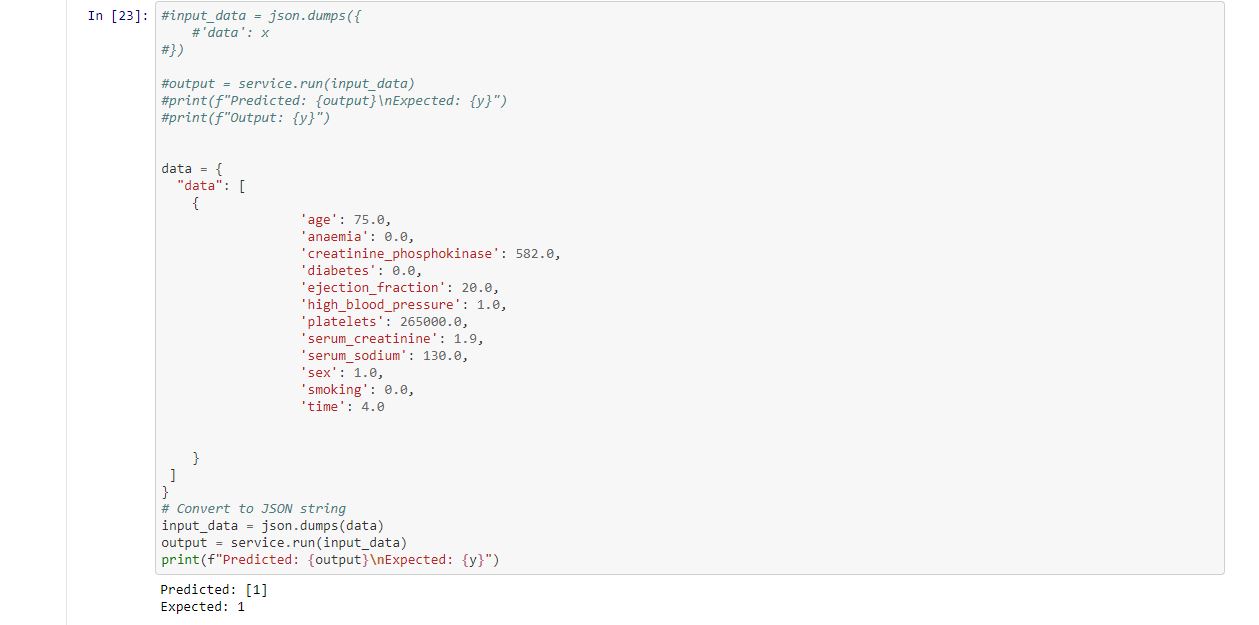 In [23]: #input_data = json.dumps({
#'data': x
#})
#output = service.run(input_data)
#print(f"Predicted: {output}\nExpected: {y}")
#print(f"Output: {y}")
data = {
"data": [
{
'age': 75.0,
'anaemia': 0.0,
'creatinine_phosphokinase': 582.0,
'diabetes': 0.0,
'ejection_fraction': 20.0,
'high_blood_pressure': 1.0,
'platelets': 265000.0,
'serum_creatinine': 1.9,
'serum_sodium': 130.0,
'sex': 1.0,
'smoking': 0.0,
'time': 4.0
}
]
}
# Convert to JSON string
input_data = json.dumps(data)
output = service.run(input_data)
print(f"Predicted: {output}\nExpected: {y}")
Predicted: [1]
Expected: 1